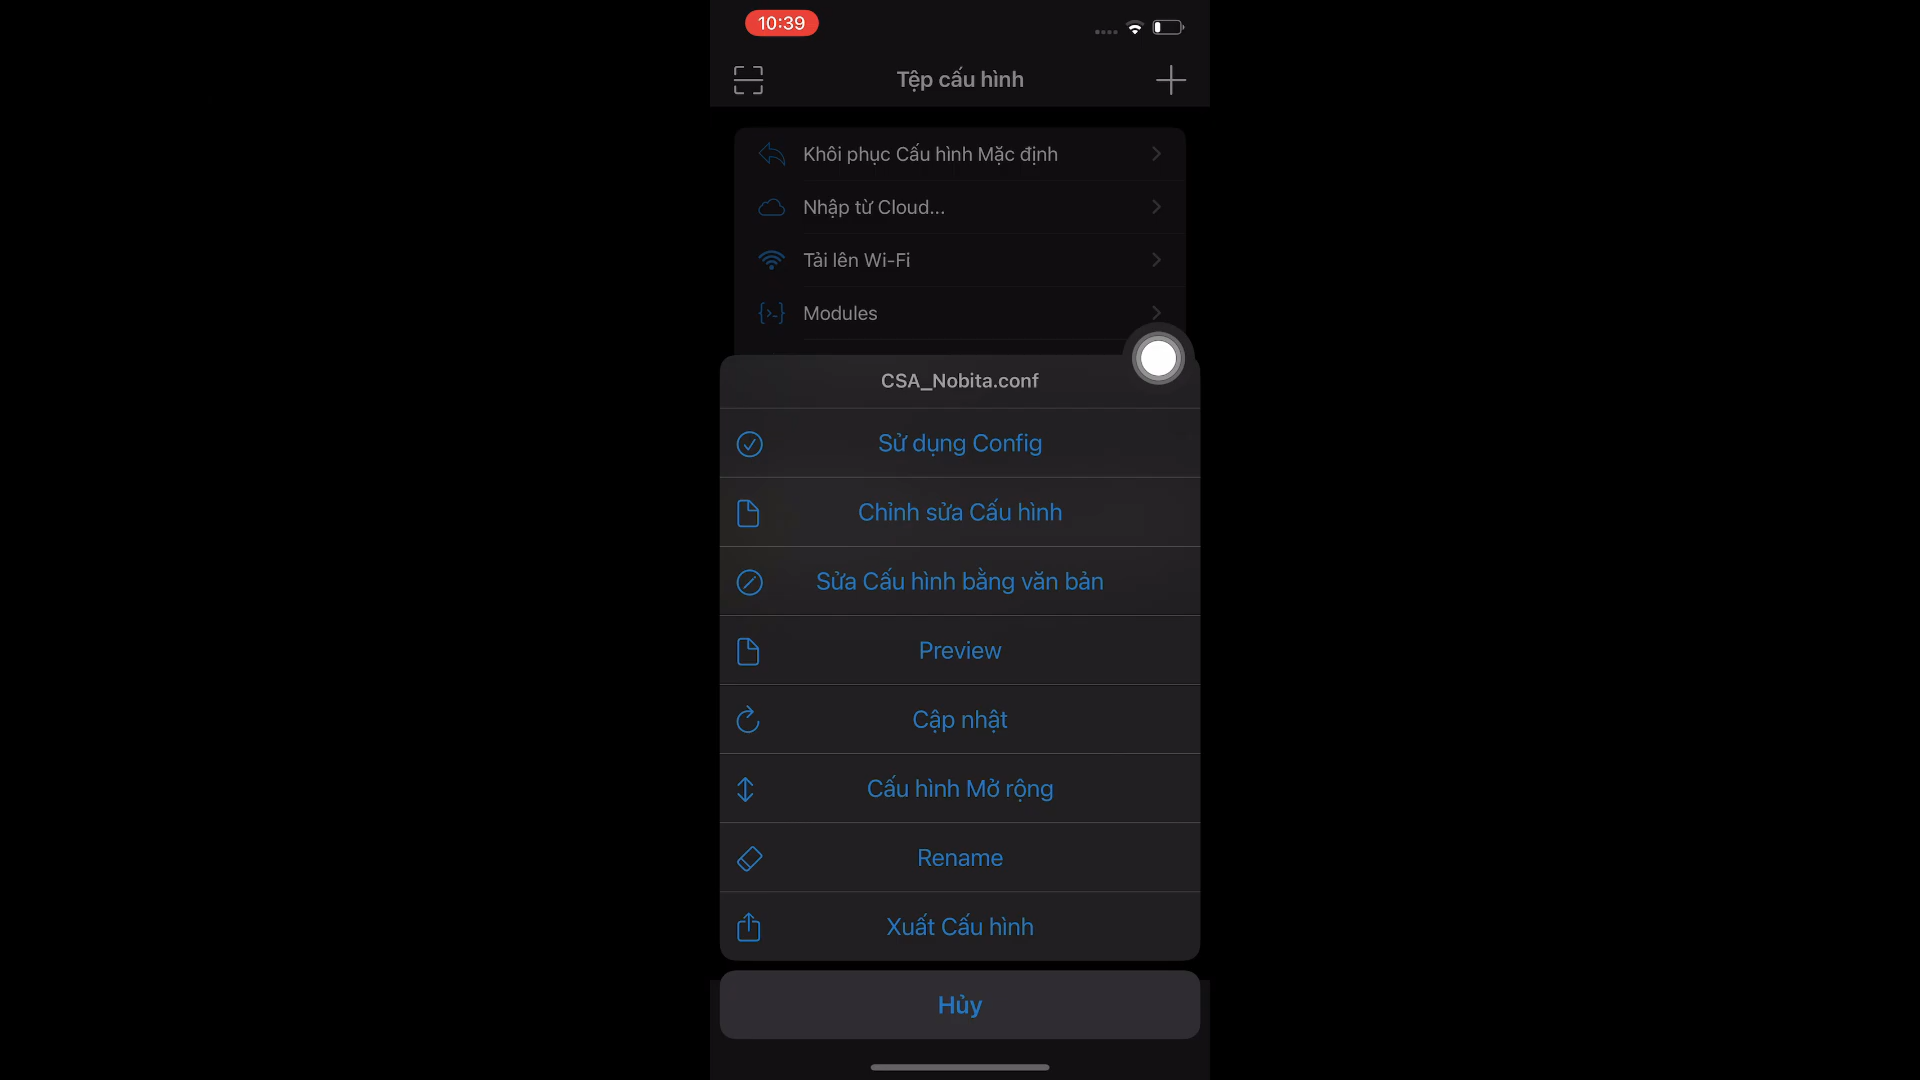 10:39
Tệp cấu hình
Khôi phục Cấu hình Mặc định
Nhập từ Cloud...
Tải lên Wi-Fi
Modules
CSA_Nobita.conf
Sử dụng Config
Chỉnh sửa Cấu hình
Sửa Cấu hình bằng văn bản
Preview
Cập nhật
Cấu hình Mở rộng
Rename
Xuất Cấu hình
Hủy